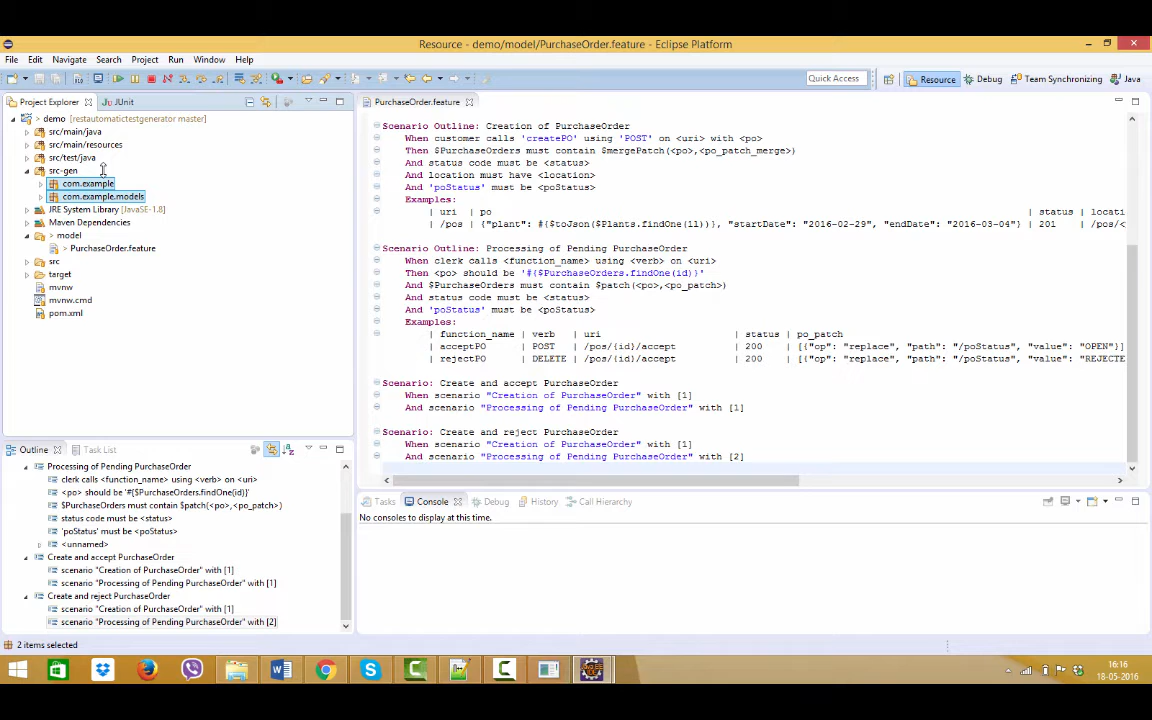 Resource - demo/model/PurchaseOrder.feature - Eclipse Platform
File Edit Navigate Search Project Run Window Help
Quick Access
Resource Debug Team Synchronizing Java
Project Explorer JUnit
demo [restautomatictestgenerator master]
src/main/java
src/main/resources
src/test/java
src-gen
com.example
com.example.models
JRE System Library [JavaSE-1.8]
Maven Dependencies
model
PurchaseOrder.feature
src
target
mvnw
mvnw.cmd
pom.xml
PurchaseOrder.feature
Scenario Outline: Creation of PurchaseOrder
When customer calls 'createPO' using 'POST' on <uri> with <po>
Then $PurchaseOrders must contain $mergePatch(<po>,<po_patch_merge>)
And status code must be <status>
And location must have <location>
And 'poStatus' must be <poStatus>
Examples:
| uri | po | status | locati
| /pos | {"plant": #{$toJson($Plants.findOne(1l))}, "startDate": "2016-02-29", "endDate": "2016-03-04"} | 201 | /pos/<
Scenario Outline: Processing of Pending PurchaseOrder
When clerk calls <function_name> using <verb> on <uri>
Then <po> should be '#{$PurchaseOrders.findOne(id)}'
And $PurchaseOrders must contain $patch(<po>,<po_patch>)
And status code must be <status>
And 'poStatus' must be <poStatus>
Examples:
| function_name | verb | uri | status | po_patch
| acceptPO | POST | /pos/{id}/accept | 200 | [{"op": "replace", "path": "/poStatus", "value": "OPEN"}]
| rejectPO | DELETE | /pos/{id}/accept | 200 | [{"op": "replace", "path": "/poStatus", "value": "REJECTE
Scenario: Create and accept PurchaseOrder
When scenario "Creation of PurchaseOrder" with [1]
And scenario "Processing of Pending PurchaseOrder" with [1]
Scenario: Create and reject PurchaseOrder
When scenario "Creation of PurchaseOrder" with [1]
And scenario "Processing of Pending PurchaseOrder" with [2]
Outline Task List
Processing of Pending PurchaseOrder
clerk calls <function_name> using <verb> on <uri>
<po> should be '#{$PurchaseOrders.findOne(id)}'
$PurchaseOrders must contain $patch(<po>,<po_patch>)
status code must be <status>
'poStatus' must be <poStatus>
<unnamed>
Create and accept PurchaseOrder
scenario "Creation of PurchaseOrder" with [1]
scenario "Processing of Pending PurchaseOrder" with [1]
Create and reject PurchaseOrder
scenario "Creation of PurchaseOrder" with [1]
scenario "Processing of Pending PurchaseOrder" with [2]
Tasks Console Debug History Call Hierarchy
No consoles to display at this time.
2 items selected
16:16
18-05-2016